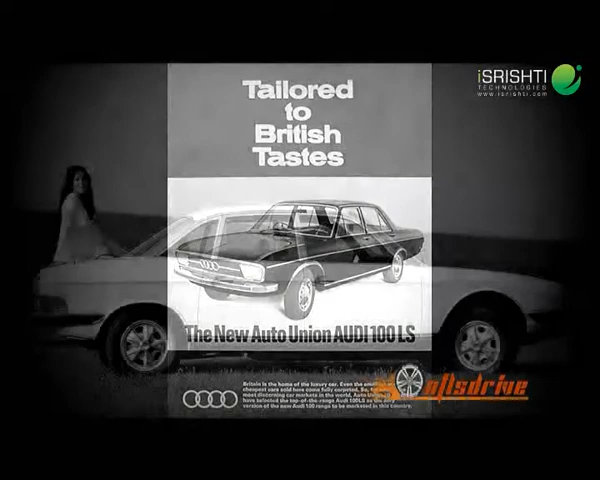 iSRISHTI
TECHNOLOGIES
www.isrishti.com
Tailored
to
British
Tastes
AUDI
The New Auto Union AUDI 100 LS
Britain is the home of the luxury car. Even the
cheapest cars sold here come fully carpeted. So,
most discerning car markets in the world, Auto Union
have selected the top-of-the-range Audi 100LS as the only
version of the new Audi 100 range to be marketed in this country.